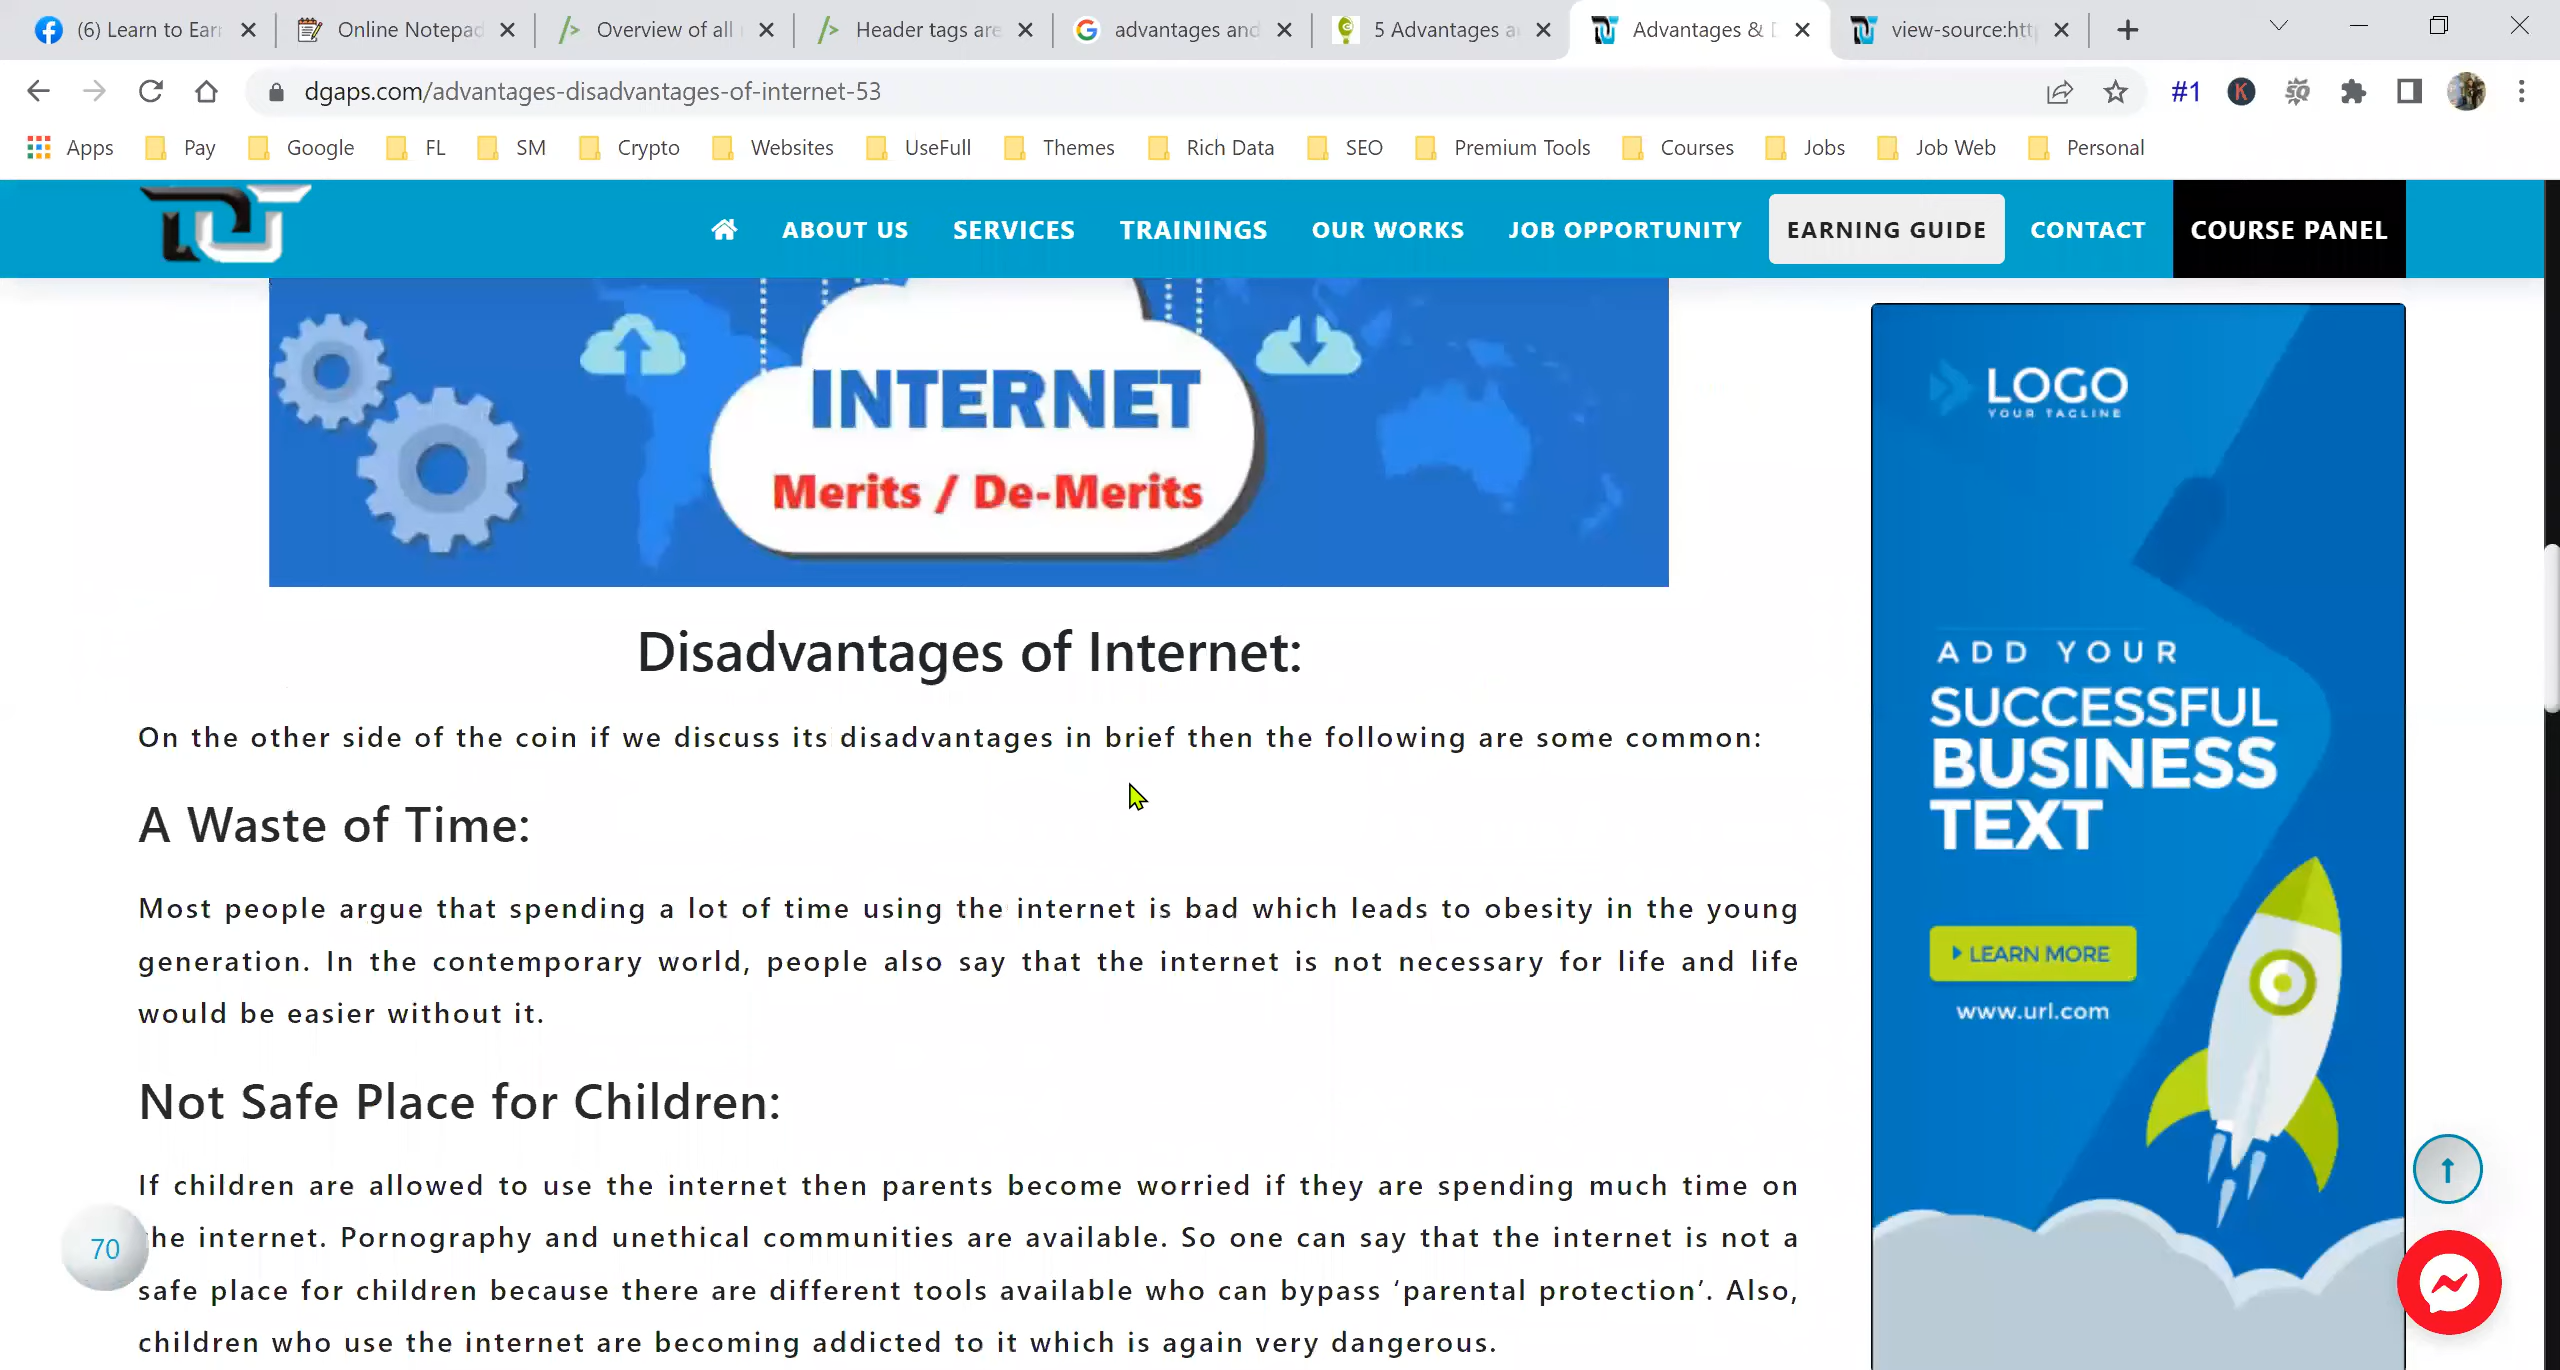 (6) Learn to Ear
Online Notepad
Overview of all
Header tags are
advantages and
5 Advantages a
Advantages & D
view-source:htt
dgaps.com/advantages-disadvantages-of-internet-53
#1
K
SQ
Apps
Pay
Google
FL
SM
Crypto
Websites
UseFull
Themes
Rich Data
SEO
Premium Tools
Courses
Jobs
Job Web
Personal
ABOUT US
SERVICES
TRAININGS
OUR WORKS
JOB OPPORTUNITY
EARNING GUIDE
CONTACT
COURSE PANEL
INTERNET
Merits / De-Merits
Disadvantages of Internet:
On the other side of the coin if we discuss its disadvantages in brief then the following are some common:
A Waste of Time:
Most people argue that spending a lot of time using the internet is bad which leads to obesity in the young
generation. In the contemporary world, people also say that the internet is not necessary for life and life
would be easier without it.
Not Safe Place for Children:
If children are allowed to use the internet then parents become worried if they are spending much time on
the internet. Pornography and unethical communities are available. So one can say that the internet is not a
safe place for children because there are different tools available who can bypass ‘parental protection’. Also,
children who use the internet are becoming addicted to it which is again very dangerous.
70
LOGO
YOUR TAGLINE
ADD YOUR
SUCCESSFUL
BUSINESS
TEXT
LEARN MORE
www.url.com